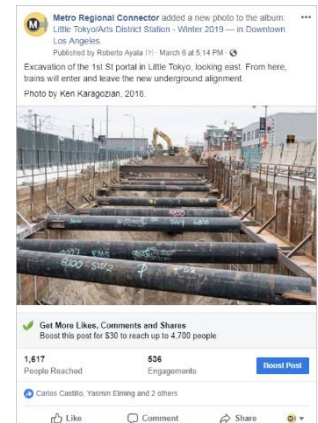 Metro Regional Connector added a new photo to the album:
Little Tokyo/Arts District Station - Winter 2019 — in Downtown
Los Angeles.
Published by Roberto Ayala [?] · March 6 at 5:14 PM ·
Excavation of the 1st St portal in Little Tokyo, looking east. From here,
trains will enter and leave the new underground alignment.
Photo by Ken Karagozian, 2018.
Get More Likes, Comments and Shares
Boost this post for $30 to reach up to 4,700 people.
1,617
People Reached
536
Engagements
Boost Post
Carlos Castillo, Yasmin Elming and 2 others
Like
Comment
Share